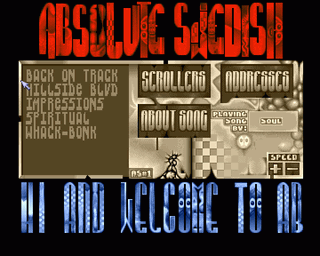 ABSOLUTE SWEDISH
BACK ON TRACK
HILLSIDE BLVD
IMPRESSIONS
SPIRITUAL
WHACK-BONK
SCROLLERS
ADDRESSES
ABOUT SONG
PLAYING
SONG
BY:
SOUL
AS#1
SPEED
+ -
HI AND WELCOME TO AB